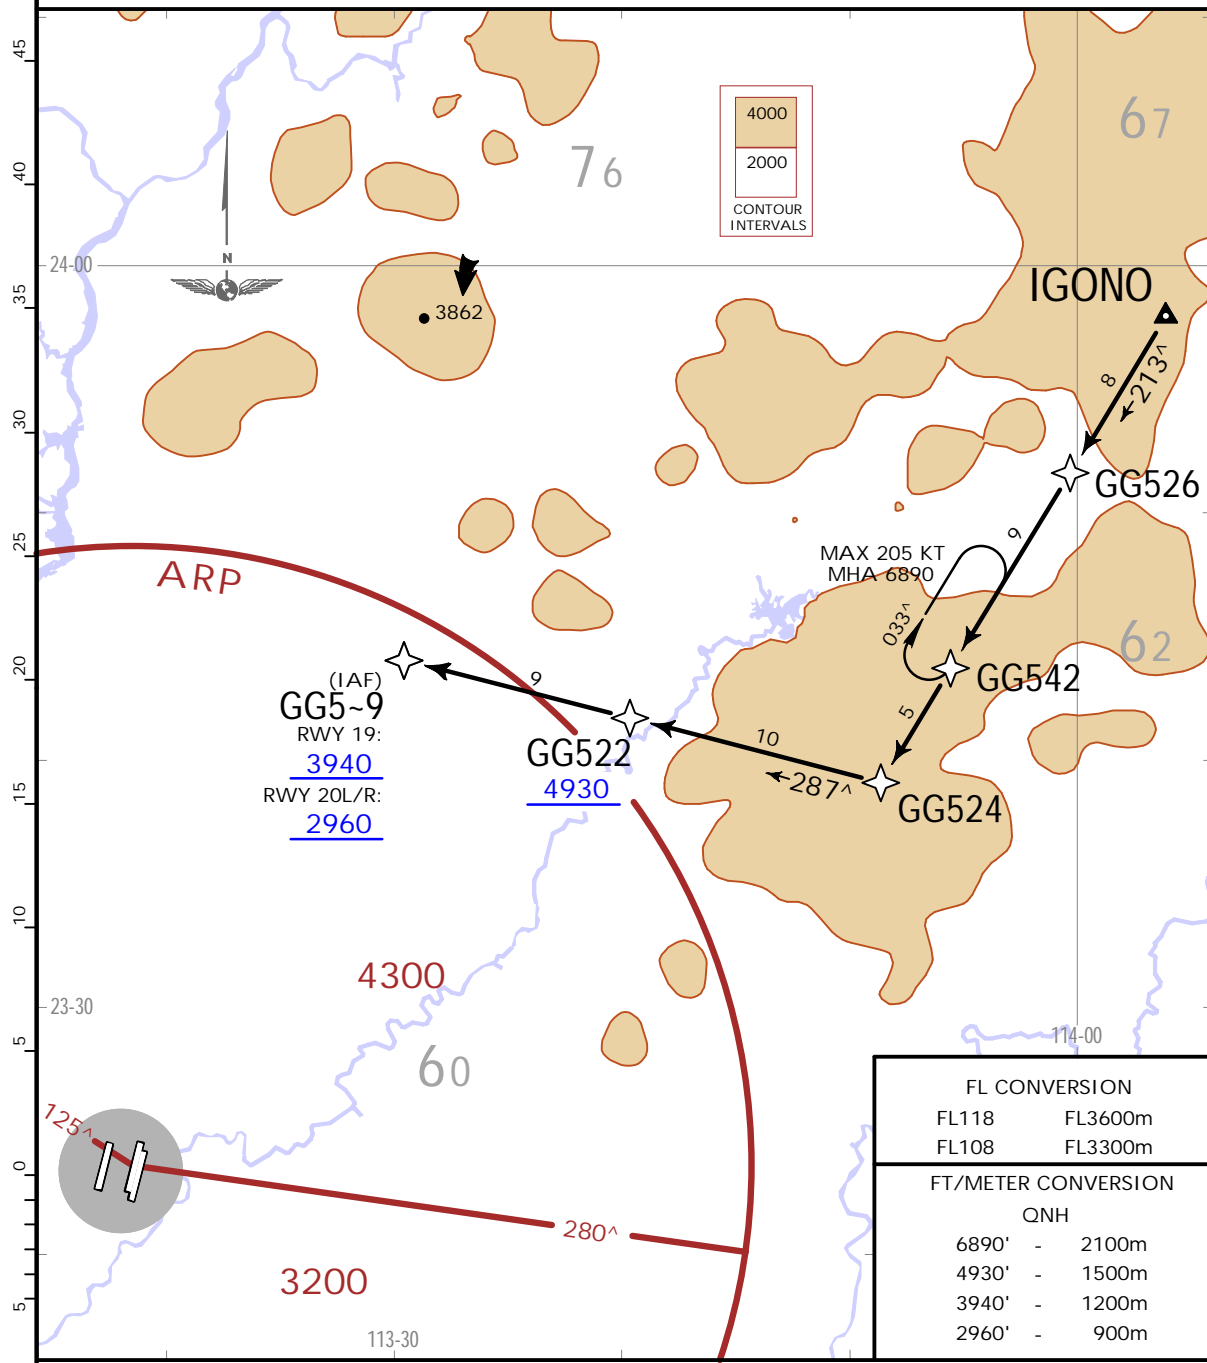 45
67
4000
76
2000
40
CONTOUR
INTERVALS
N
24-00
IGONO
35
3862
8
213^
30
GG526
9
25
MAX 205 KT
MHA 6890
ARP
033^
62
20
(IAF)
9
GG542
GG5~9
5
RWY 19:
10
GG522
3940
287^
4930
RWY 20L/R:
GG524
15
2960
10
4300
23-30
114-00
5
60
FL CONVERSION
FL118 FL3600m
125^
FL108 FL3300m
0
FT/METER CONVERSION
QNH
280^
6890' - 2100m
3200
4930' - 1500m
5
3940' - 1200m
113-30
2960' - 900m